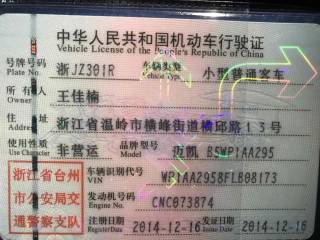 中华人民共和国机动车行驶证
Vehicle License of the People's Republic of China
号牌号码 浙JZ301R 车辆类型 小型普通客车
Plate No. Vehicle Type
所有人 王佳楠
Owner
住址 浙江省温岭市横峰街道横邱路13号
Address
使用性质 非营运 品牌型号 迈凯 BSWP1AA295
Use Character Model
浙江省台州 车辆识别代号 WP1AA2958FLB08173
VIN
市公安局交 发动机号码 CNC073874
Engine No.
通警察支队 注册日期 2014-12-16 发证日期 2014-12-16
Register Date Issue Date